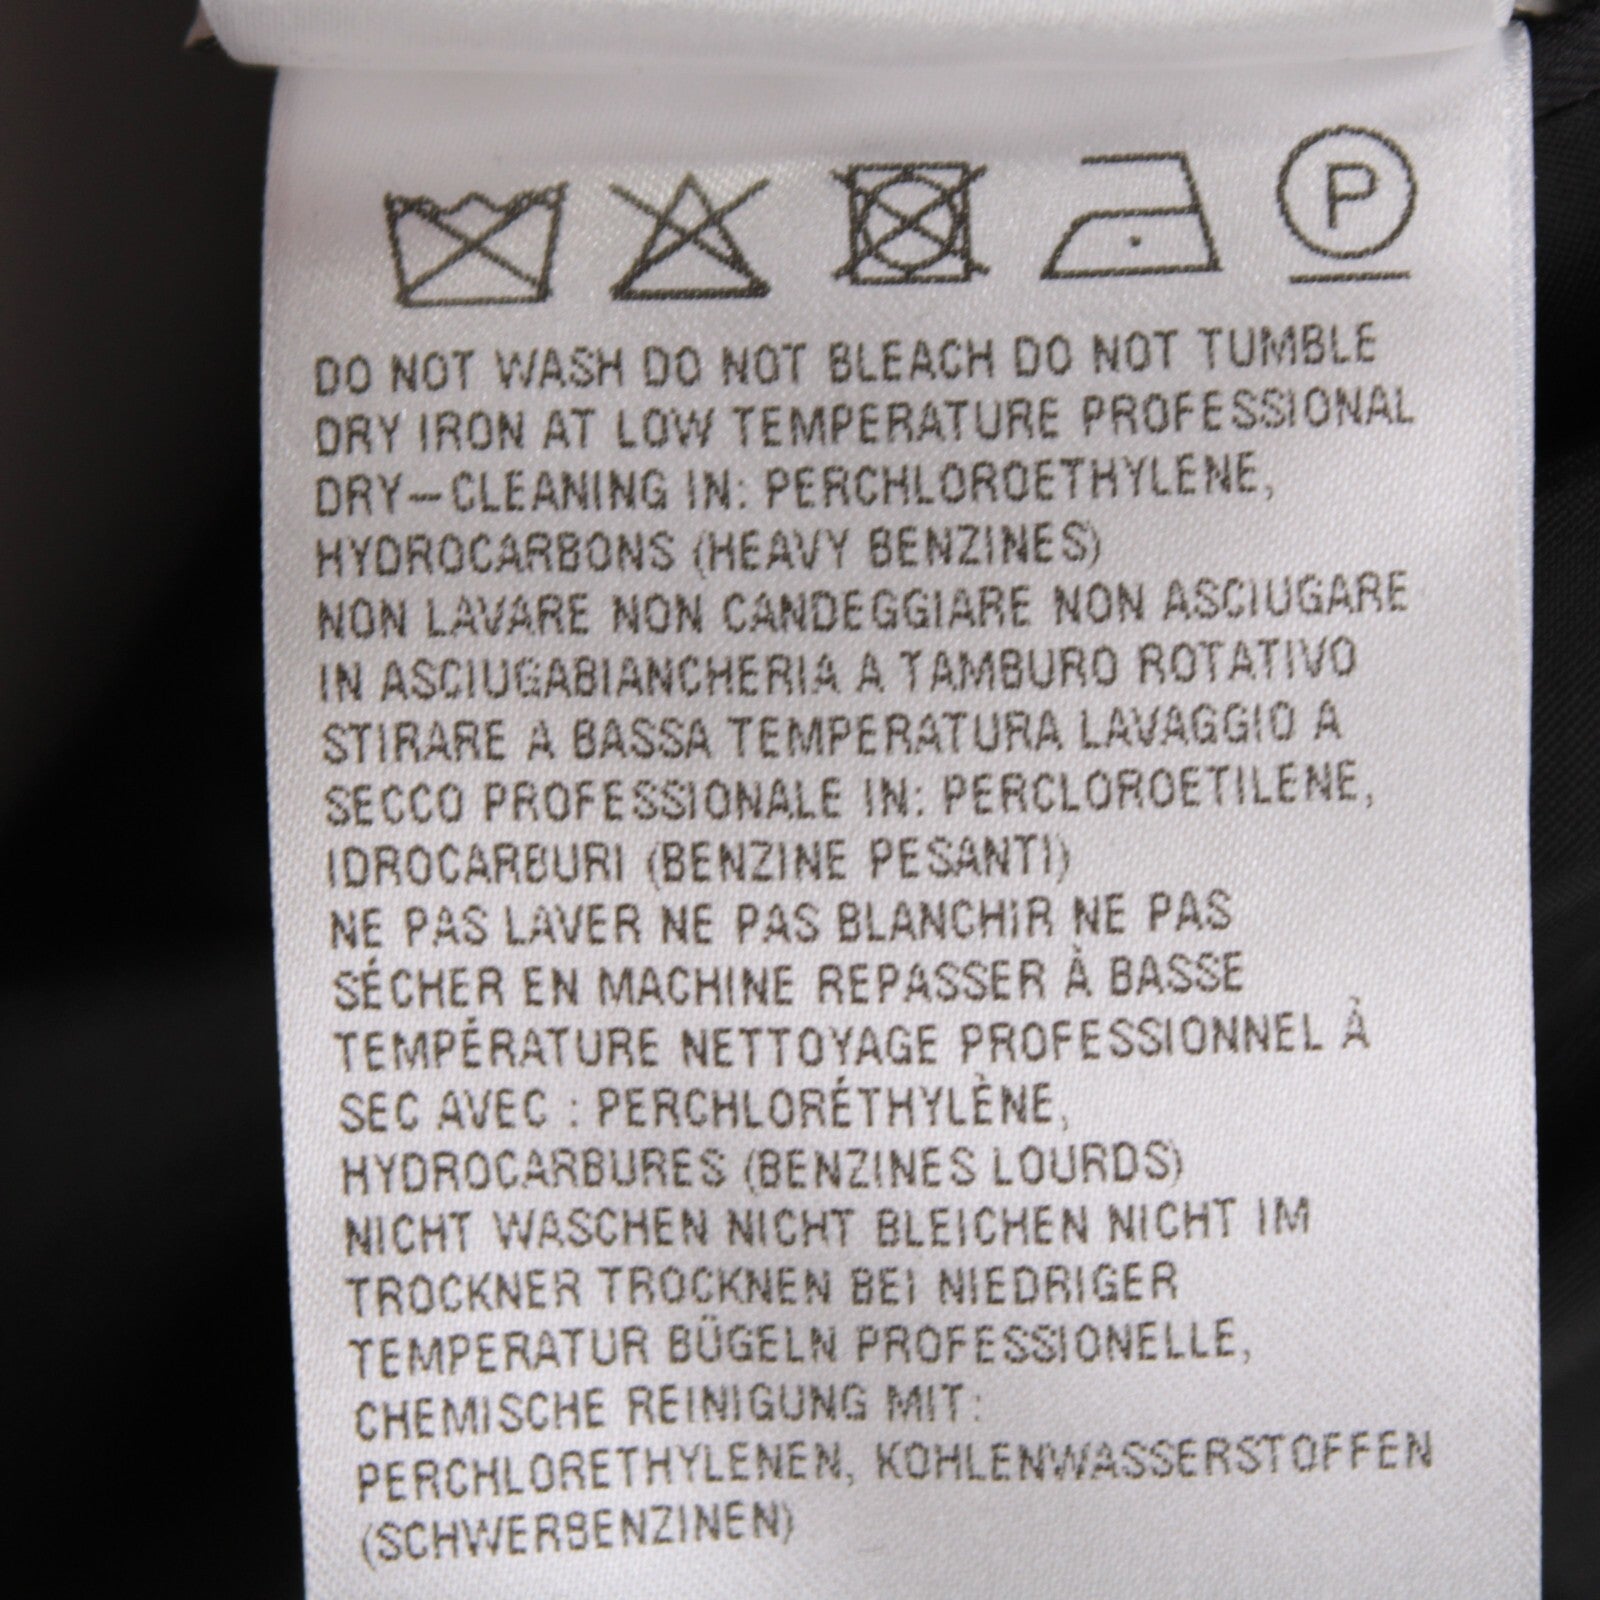 P
DO NOT WASH DO NOT BLEACH DO NOT TUMBLE
DRY IRON AT LOW TEMPERATURE PROFESSIONAL
DRY-CLEANING IN: PERCHLOROETHYLENE,
HYDROCARBONS (HEAVY BENZINES)
NON LAVARE NON CANDEGGIARE NON ASCIUGARE
IN ASCIUGABIANCHERIA A TAMBURO ROTATIVO
STIRARE A BASSA TEMPERATURA LAVAGGIO A
SECCO PROFESSIONALE IN: PERCLOROETILENE,
IDROCARBURI (BENZINE PESANTI)
NE PAS LAVER NE PAS BLANCHIR NE PAS
SÉCHER EN MACHINE REPASSER À BASSE
TEMPÉRATURE NETTOYAGE PROFESSIONNEL À
SEC AVEC : PERCHLORÉTHYLÈNE,
HYDROCARBURES (BENZINES LOURDS)
NICHT WASCHEN NICHT BLEICHEN NICHT IM
TROCKNER TROCKNEN BEI NIEDRIGER
TEMPERATUR BÜGELN PROFESSIONELLE,
CHEMISCHE REINIGUNG MIT:
PERCHLORETHYLENEN, KOHLENWASSERSTOFFEN
(SCHWERBENZINEN)